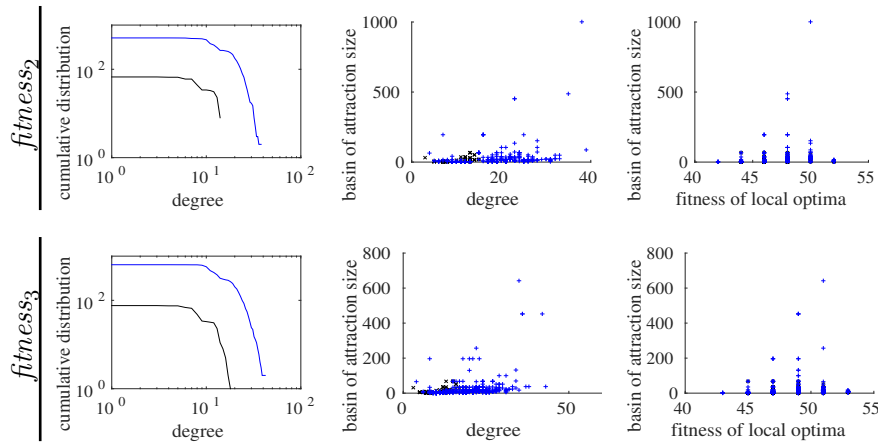 fitness2
cumulative distribution
10^2
10^0
10^0
10^1
10^2
degree
basin of attraction size
1000
500
0
0
20
40
degree
basin of attraction size
1000
500
0
40
45
50
55
fitness of local optima
fitness3
cumulative distribution
10^2
10^0
10^0
10^1
10^2
degree
basin of attraction size
800
600
400
200
0
0
50
degree
basin of attraction size
800
600
400
200
0
40
45
50
55
fitness of local optima